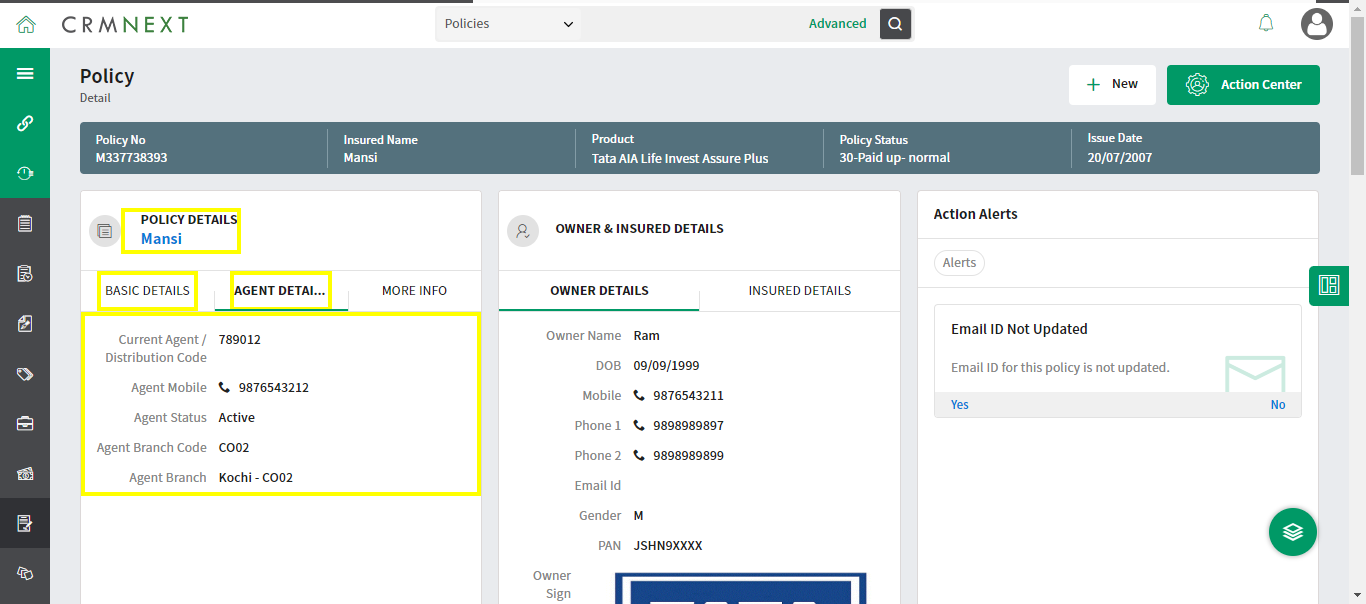 CRMNEXT
Policies
Advanced
Policy
Detail
New
Action Center
Policy No
M337738393
Insured Name
Mansi
Product
Tata AIA Life Invest Assure Plus
Policy Status
30-Paid up- normal
Issue Date
20/07/2007
POLICY DETAILS
Mansi
BASIC DETAILS
AGENT DETAI...
MORE INFO
Current Agent / 789012
Distribution Code
Agent Mobile 9876543212
Agent Status Active
Agent Branch Code CO02
Agent Branch Kochi - CO02
OWNER & INSURED DETAILS
OWNER DETAILS
INSURED DETAILS
Owner Name Ram
DOB 09/09/1999
Mobile 9876543211
Phone 1 9898989897
Phone 2 9898989899
Email Id
Gender M
PAN JSHN9XXXX
Owner
Sign
Action Alerts
Alerts
Email ID Not Updated
Email ID for this policy is not updated.
Yes No